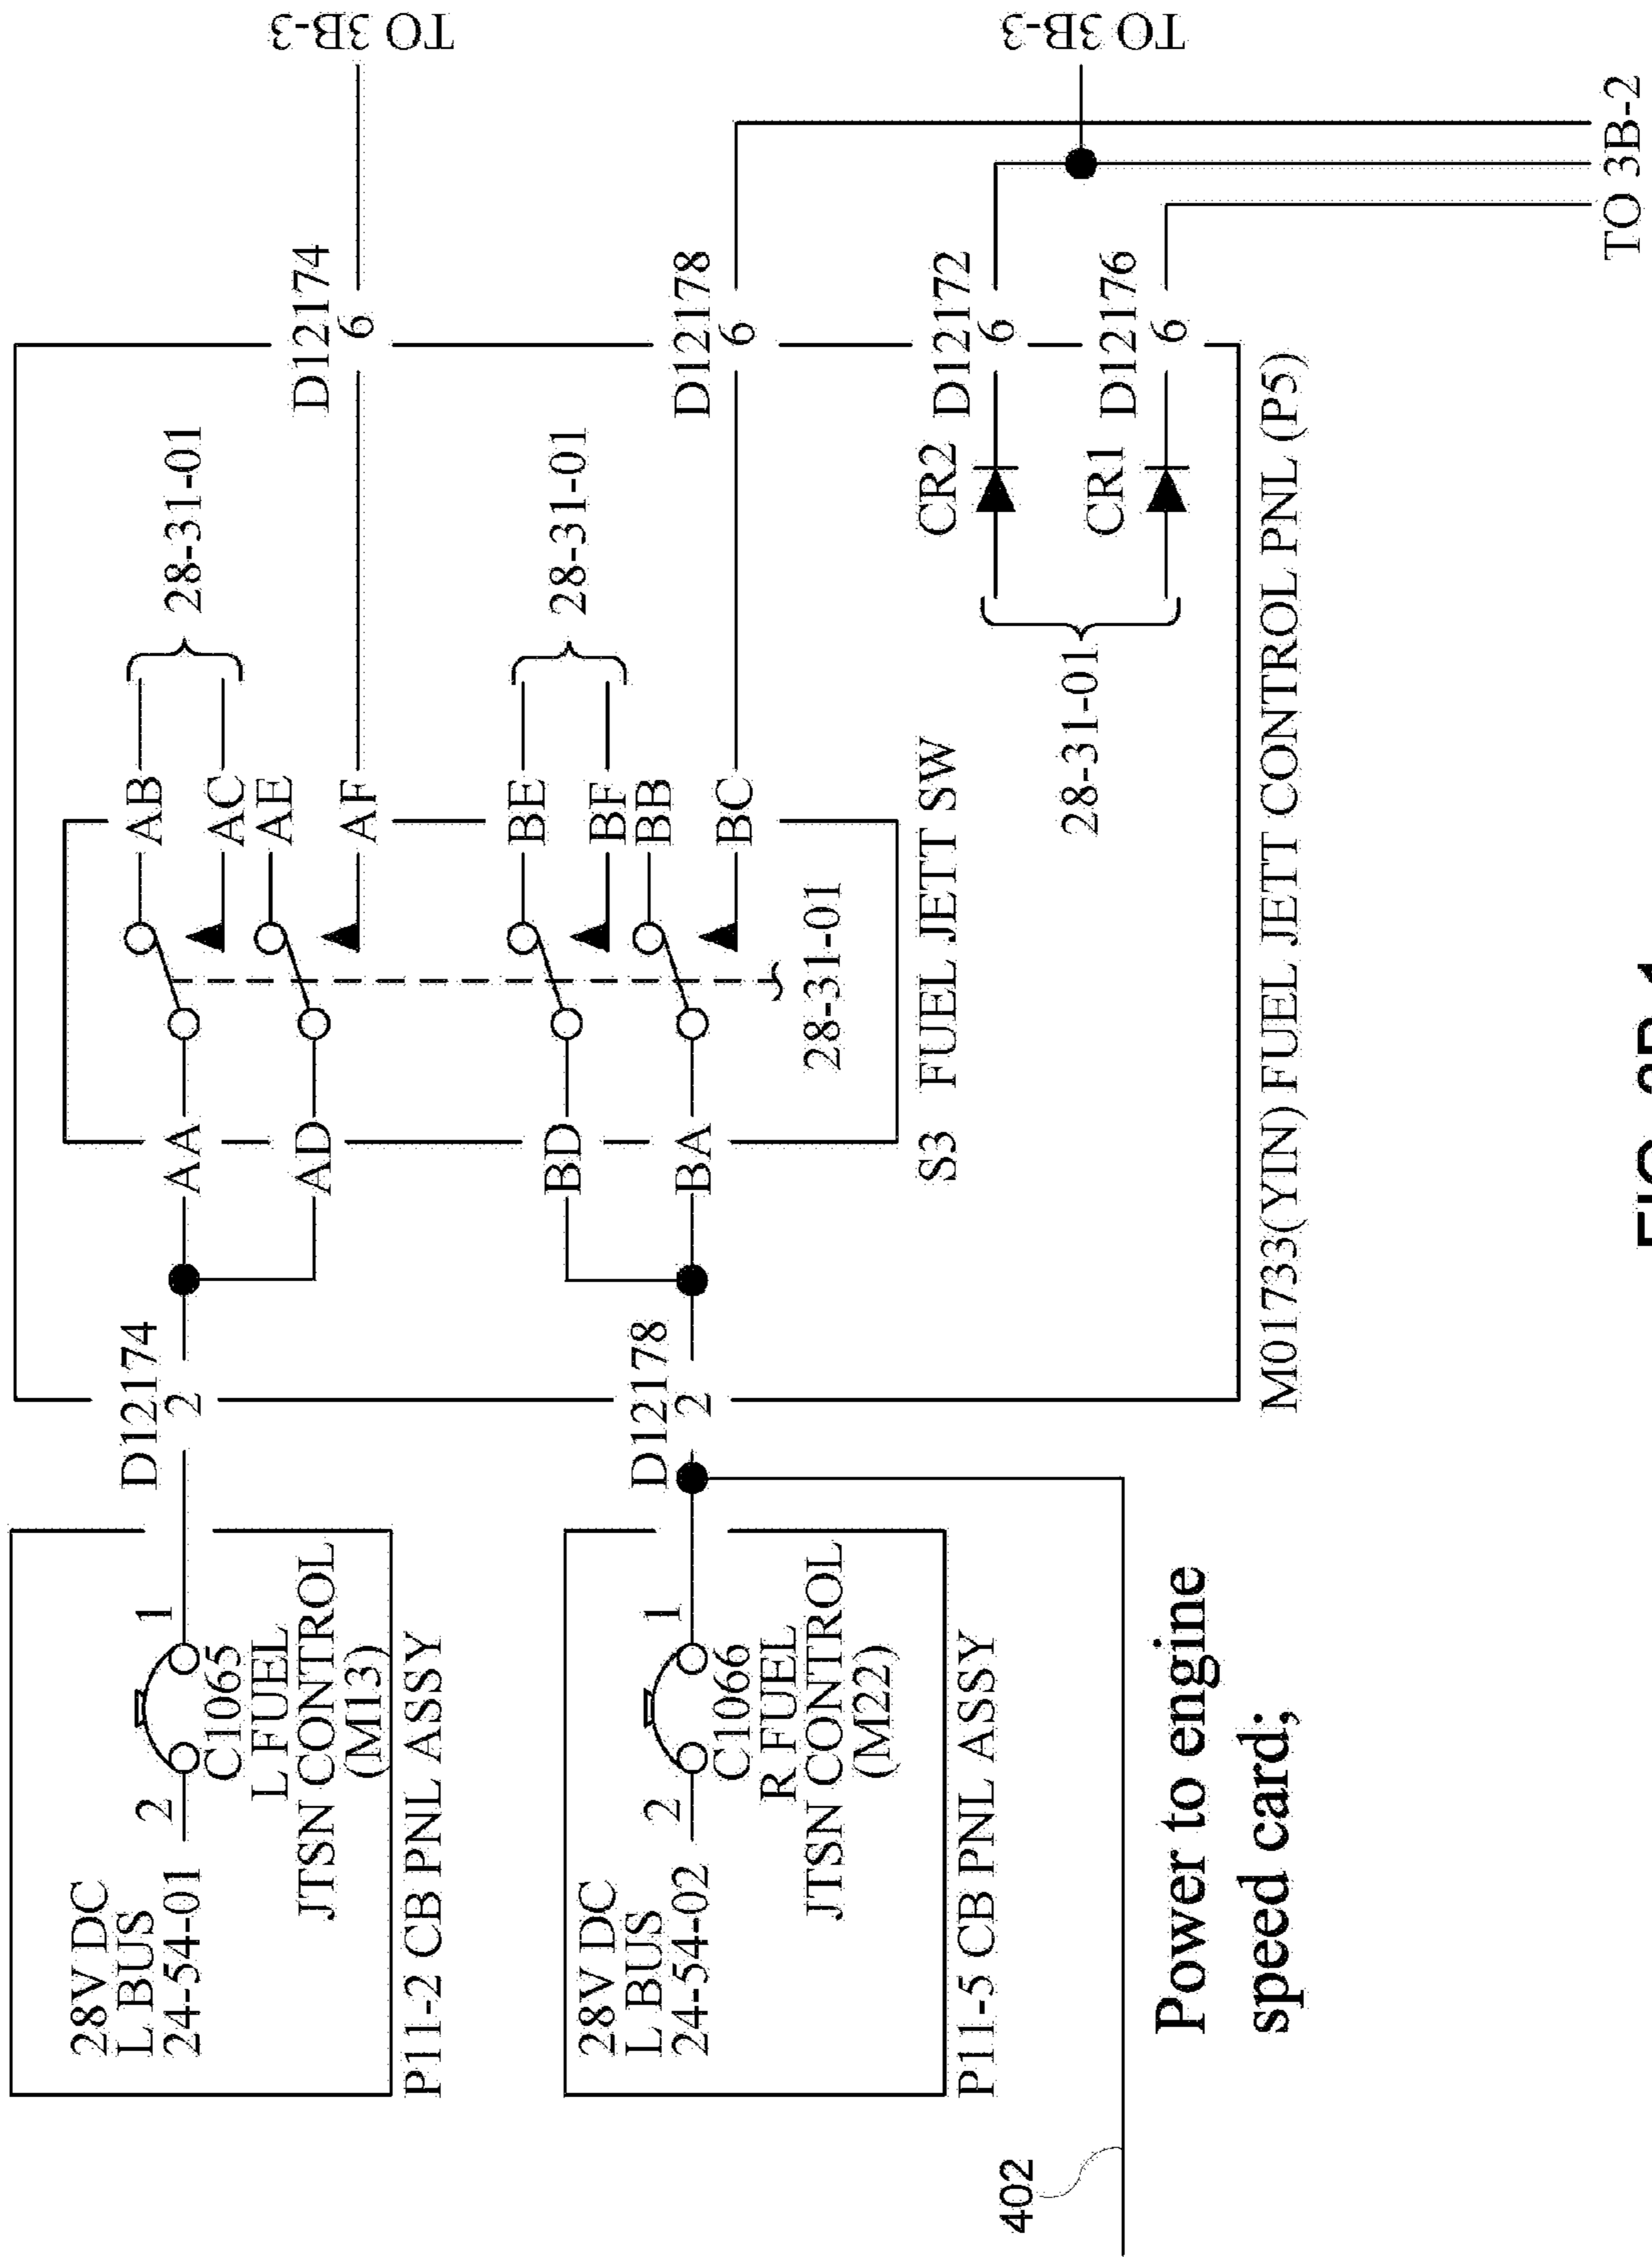 28V DC
L BUS
24-54-01
2
1
C1065
L FUEL
JTSN CONTROL
(M13)
P11-2 CB PNL ASSY
D12174
2
AA
AD
AB
AC
AE
AF
28-31-01
D12174
6
TO 3B-3
28V DC
L BUS
24-54-02
2
1
C1066
R FUEL
JTSN CONTROL
(M22)
P11-5 CB PNL ASSY
D12178
2
BD
BA
BE
BF
BB
BC
28-31-01
D12178
6
28-31-01
S3 FUEL JETT SW
CR2
D12172
6
TO 3B-3
CR1
D12176
6
28-31-01
M01733(YIN) FUEL JETT CONTROL PNL (P5)
402
Power to engine
speed card;
TO 3B-2